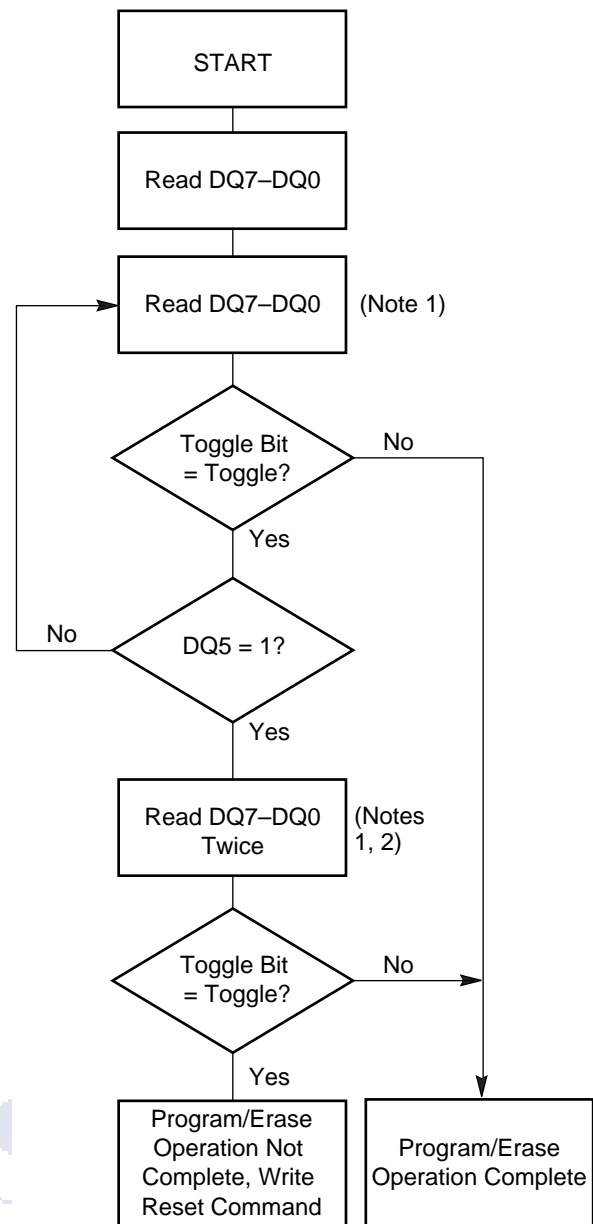 START
Read DQ7–DQ0
Read DQ7–DQ0 (Note 1)
Toggle Bit
= Toggle?
No
Yes
DQ5 = 1?
No
Yes
Read DQ7–DQ0
Twice
(Notes
1, 2)
Toggle Bit
= Toggle?
No
Yes
Program/Erase
Operation Not
Complete, Write
Reset Command
Program/Erase
Operation Complete